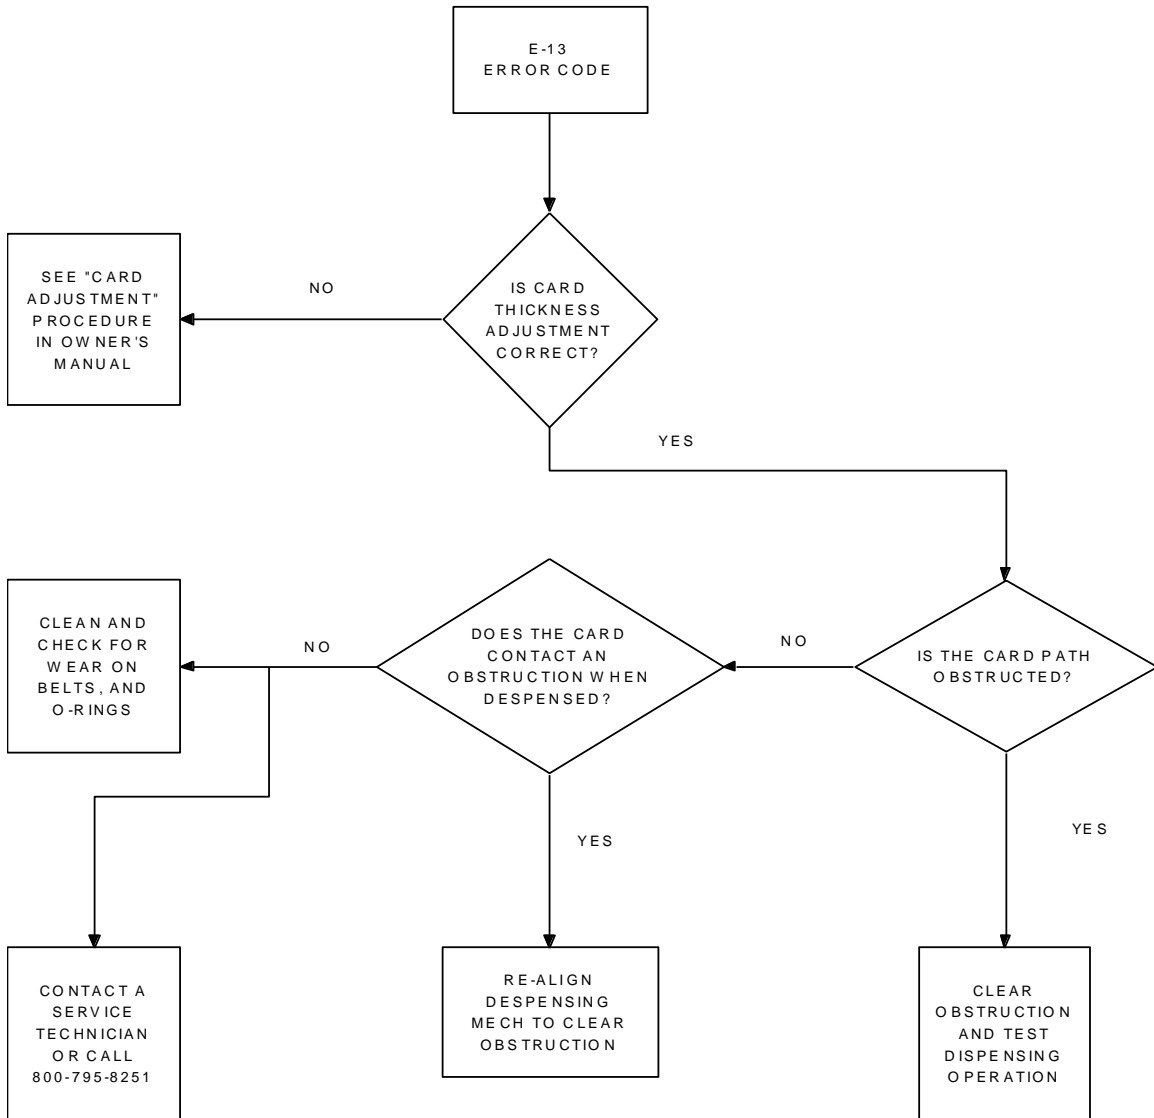 E-13
ERROR CODE
SEE "CARD
ADJUSTMENT"
PROCEDURE
IN OWNER'S
MANUAL
NO
IS CARD
THICKNESS
ADJUSTMENT
CORRECT?
YES
CLEAN AND
CHECK FOR
WEAR ON
BELTS, AND
O-RINGS
NO
DOES THE CARD
CONTACT AN
OBSTRUCTION WHEN
DESPENSED?
NO
IS THE CARD PATH
OBSTRUCTED?
YES
YES
CONTACT A
SERVICE
TECHNICIAN
OR CALL
800-795-8251
RE-ALIGN
DESPENSING
MECH TO CLEAR
OBSTRUCTION
CLEAR
OBSTRUCTION
AND TEST
DISPENSING
OPERATION